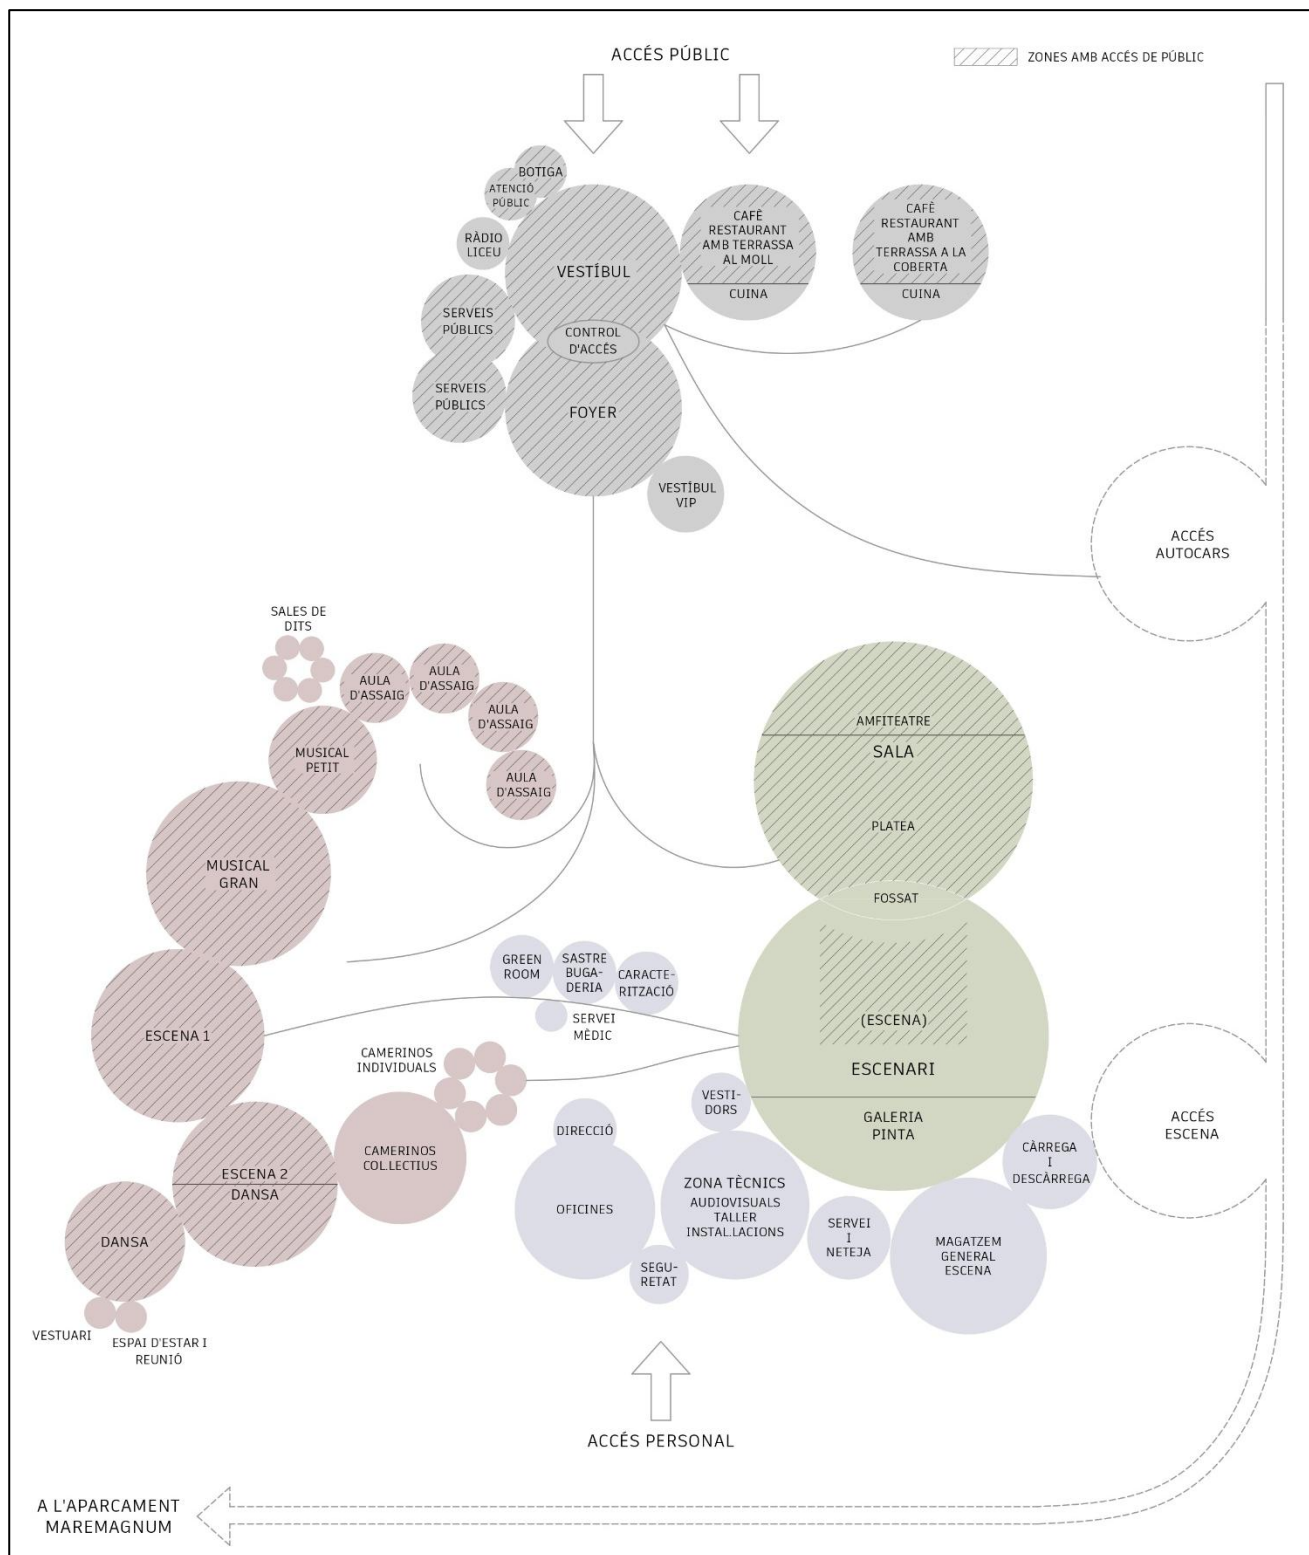 ACCÉS PÚBLIC
ZONES AMB ACCÉS DE PÚBLIC
BOTIGA
ATENCIÓ
PÚBLIC
RÀDIO
LICEU
VESTÍBUL
CAFÈ
RESTAURANT
AMB TERRASSA
AL MOLL
CUINA
CAFÈ
RESTAURANT
AMB
TERRASSA A LA
COBERTA
CUINA
SERVEIS
PÚBLICS
CONTROL
D'ACCÉS
SERVEIS
PÚBLICS
FOYER
VESTÍBUL
VIP
ACCÉS
AUTOCARS
SALES DE
DITS
AULA
D'ASSAIG
AULA
D'ASSAIG
AULA
D'ASSAIG
AULA
D'ASSAIG
MUSICAL
PETIT
MUSICAL
GRAN
AMFITEATRE
SALA
PLATEA
FOSSAT
GREEN
ROOM
SASTRE
BUGA-
DERIA
CARACTE-
RITZACIÓ
SERVEI
MÈDIC
ESCENA 1
(ESCENA)
ESCENARI
GALERIA
PINTA
CAMERINOS
INDIVIDUALS
CAMERINOS
COL.LECTIUS
VESTI-
DORS
DIRECCIÓ
OFICINES
ZONA TÈCNICS
AUDIOVISUALS
TALLER
INSTAL.LACIONS
SEGU-
RETAT
SERVEI
I
NETEJA
CÀRREGA
I
DESCÀRREGA
MAGATZEM
GENERAL
ESCENA
ACCÉS
ESCENA
ESCENA 2
DANSA
DANSA
VESTUARI
ESPAI D'ESTAR I
REUNIÓ
ACCÉS PERSONAL
A L'APARCAMENT
MAREMAGNUM